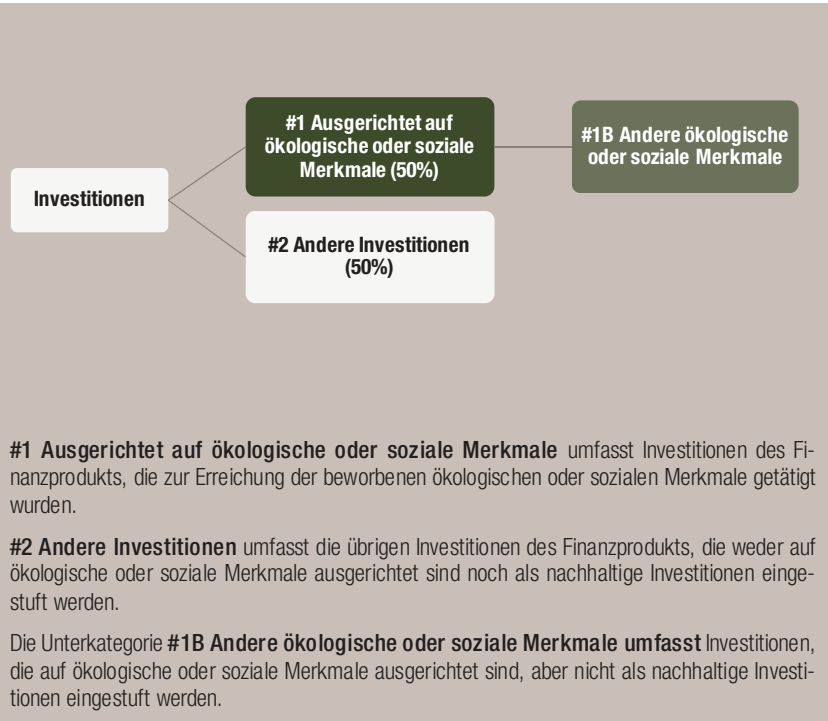 #1 Ausgerichtet auf
ökologische oder soziale
Merkmale (50%)
#1B Andere ökologische
oder soziale Merkmale
Investitionen
#2 Andere Investitionen
(50%)
#1 Ausgerichtet auf ökologische oder soziale Merkmale umfasst Investitionen des Fi-
nanzprodukts, die zur Erreichung der beworbenen ökologischen oder sozialen Merkmale getätigt
wurden.
#2 Andere Investitionen umfasst die übrigen Investitionen des Finanzprodukts, die weder auf
ökologische oder soziale Merkmale ausgerichtet sind noch als nachhaltige Investitionen einge-
stuft werden.
Die Unterkategorie #1B Andere ökologische oder soziale Merkmale umfasst Investitionen,
die auf ökologische oder soziale Merkmale ausgerichtet sind, aber nicht als nachhaltige Investi-
tionen eingestuft werden.